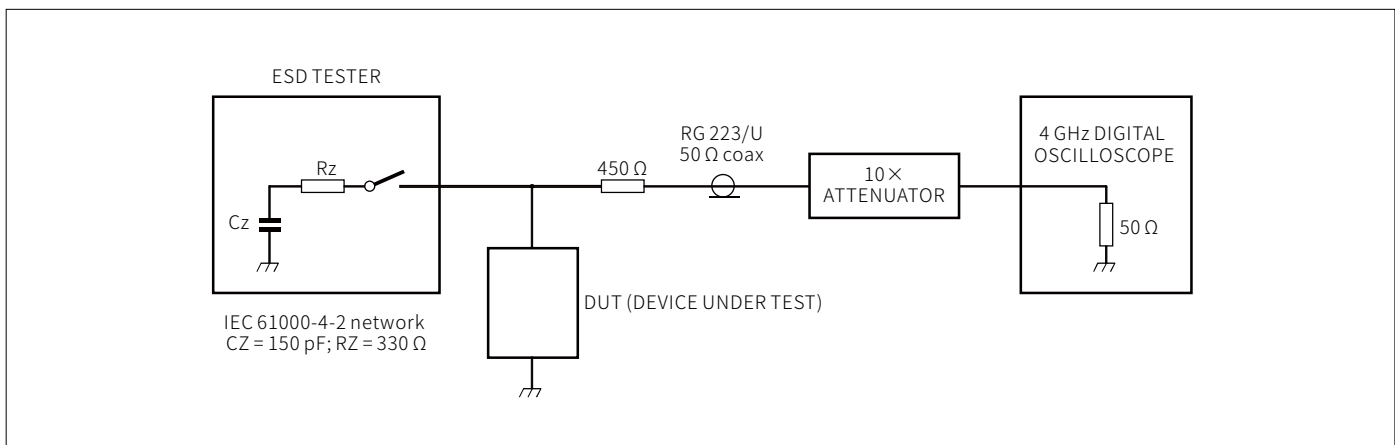 ESD TESTER
Rz
Cz
IEC 61000-4-2 network
CZ = 150 pF; RZ = 330 Ω
450 Ω
RG 223/U
50 Ω coax
10×
ATTENUATOR
4 GHz DIGITAL
OSCILLOSCOPE
50 Ω
DUT (DEVICE UNDER TEST)